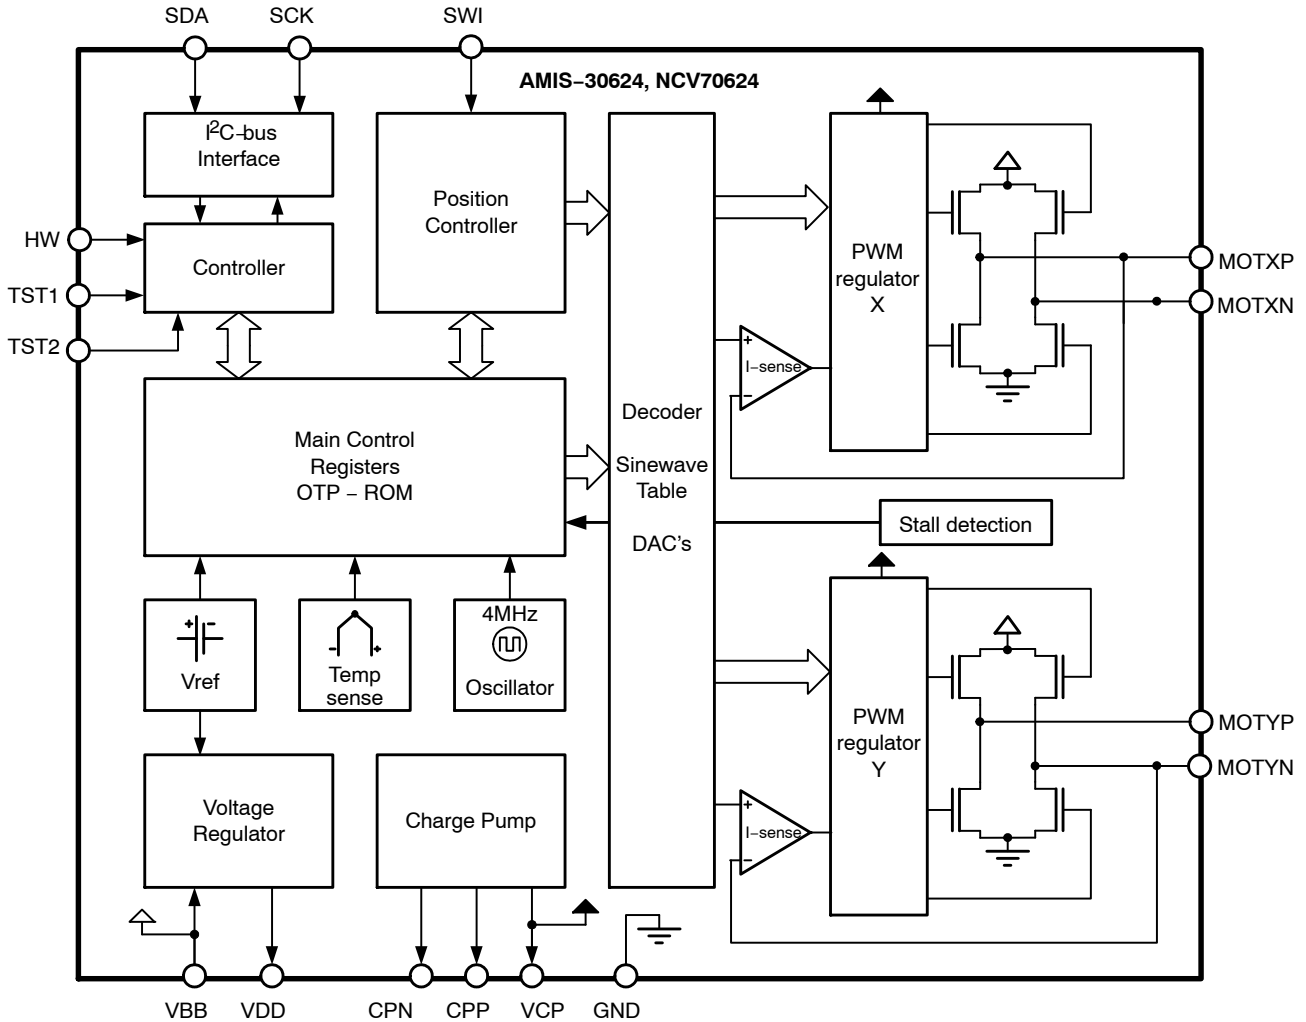 SDA
SCK
SWI
AMIS−30624, NCV70624
I²C−bus
Interface
Position
Controller
HW
Controller
TST1
TST2
PWM
regulator
X
MOTXP
MOTXN
+
I−sense
−
Main Control
Registers
OTP − ROM
Decoder
Sinewave
Table
DAC's
Stall detection
+ −
Vref
− +
Temp
sense
4MHz
Oscillator
PWM
regulator
Y
MOTYP
MOTYN
Voltage
Regulator
Charge Pump
+
I−sense
−
VBB
VDD
CPN
CPP
VCP
GND